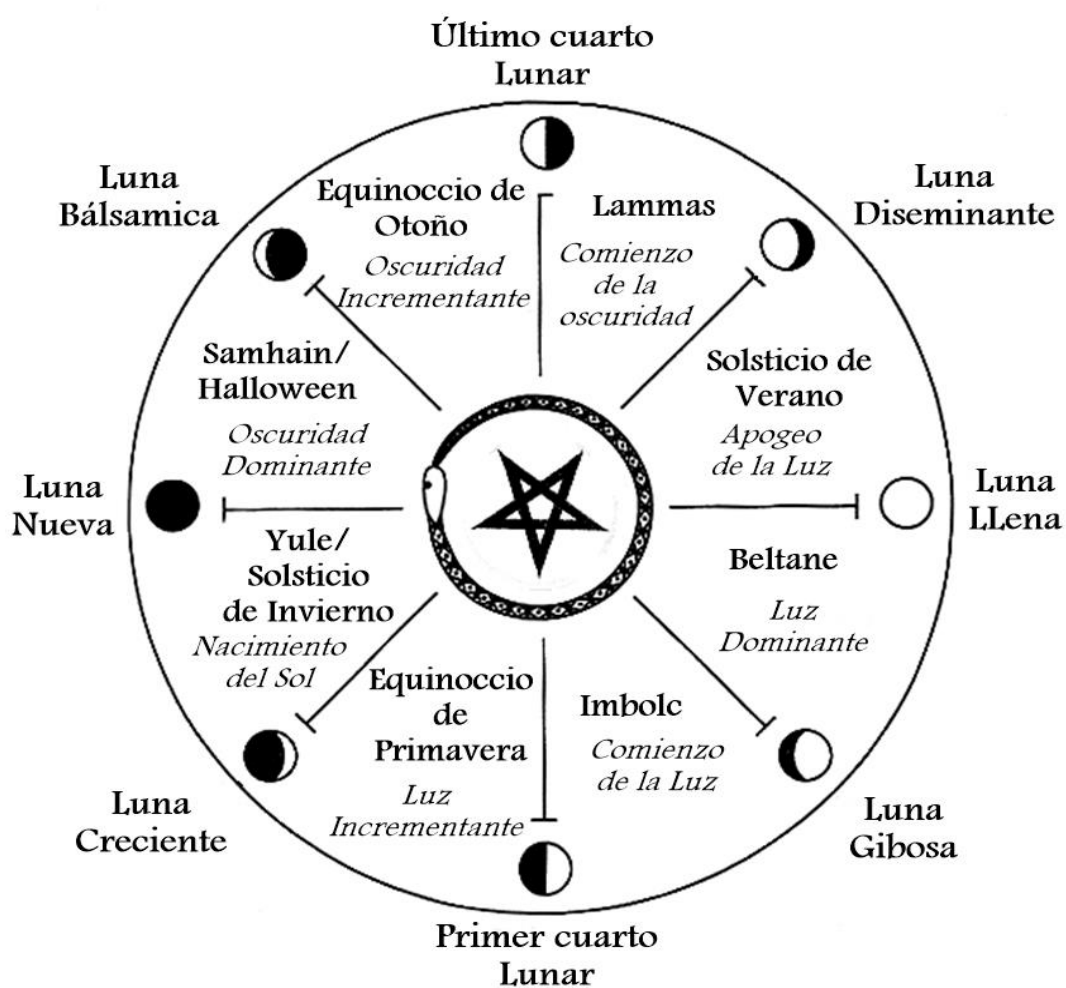 Último cuarto
Lunar
Luna
Diseminante
Luna
LLena
Luna
Gibosa
Primer cuarto
Lunar
Luna
Creciente
Luna
Nueva
Luna
Bálsamica
Equinoccio de
Otoño
Oscuridad
Incrementante
Lammas
Comienzo
de la
oscuridad
Solsticio de
Verano
Apogeo
de la Luz
Beltane
Luz
Dominante
Imbolc
Comienzo
de la Luz
Equinoccio
de
Primavera
Luz
Incrementante
Yule/
Solsticio
de Invierno
Nacimiento
del Sol
Samhain/
Halloween
Oscuridad
Dominante